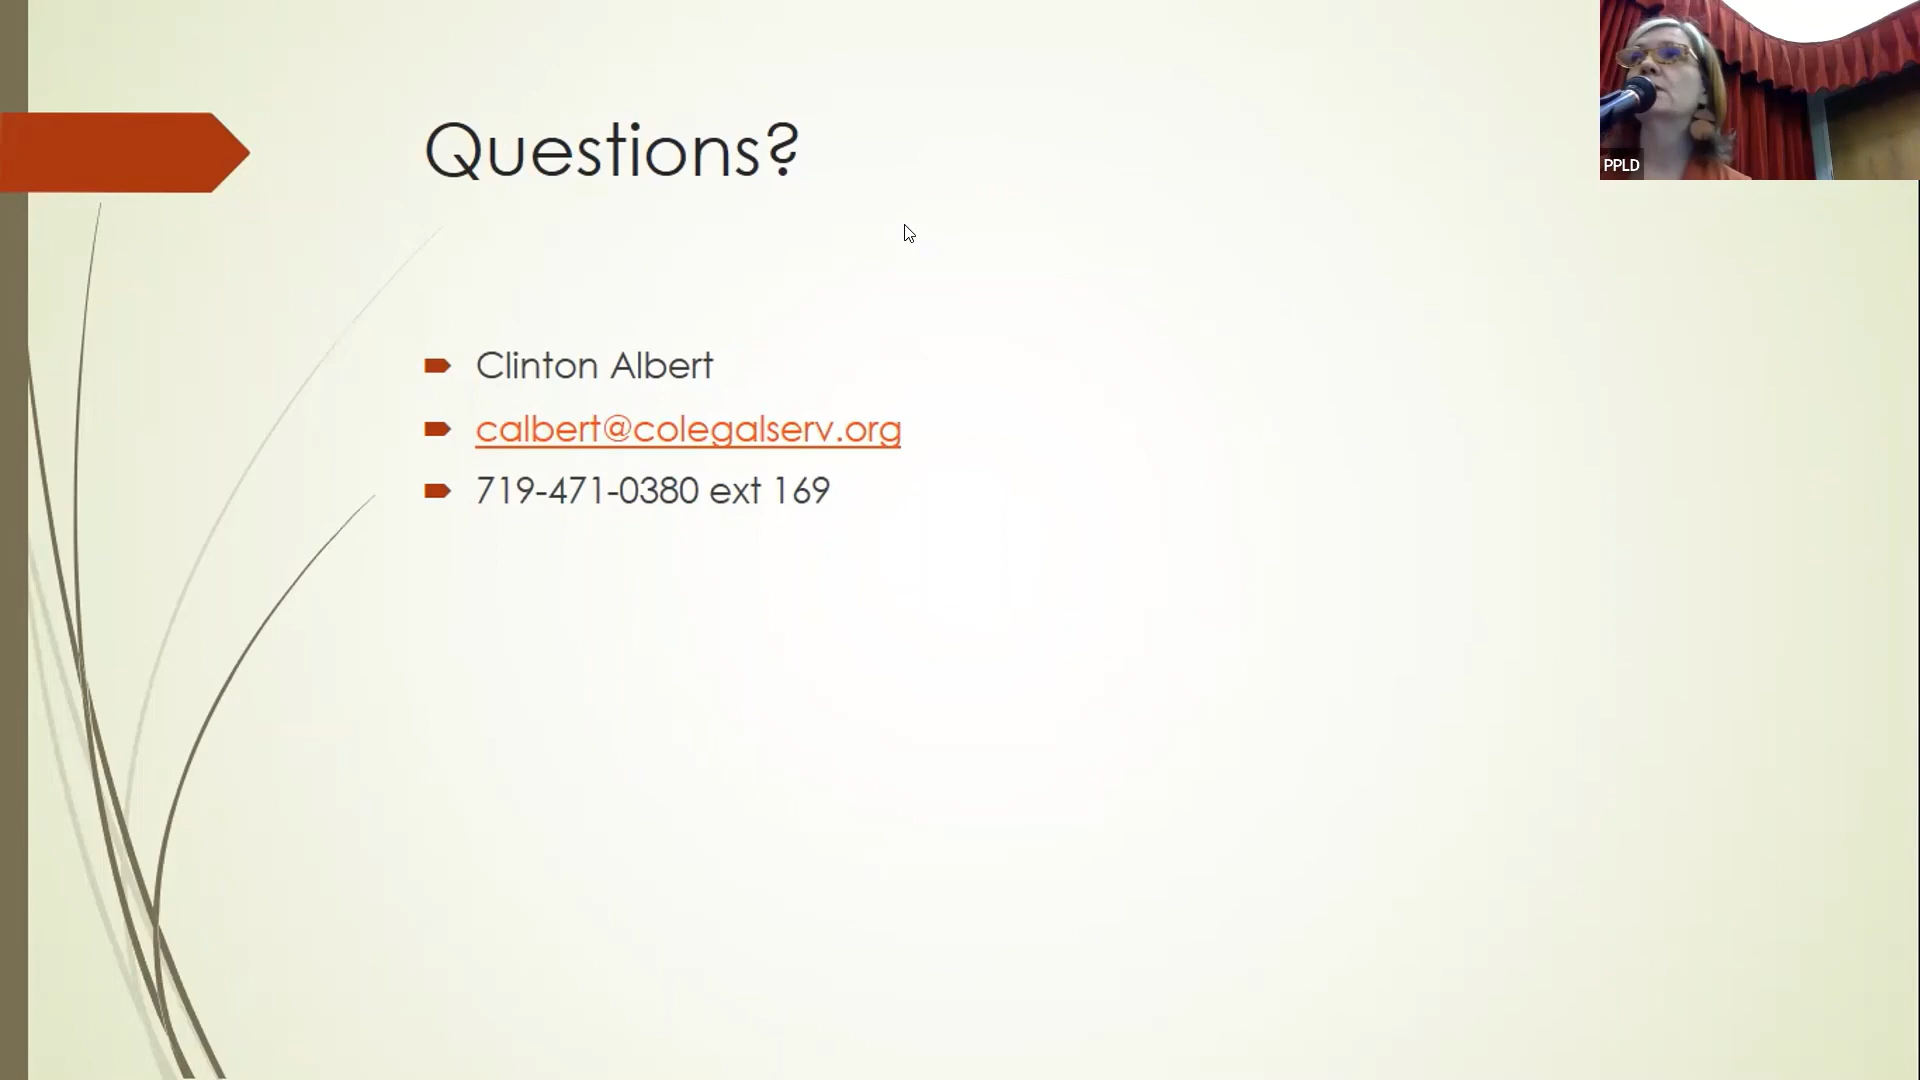 Questions?
Clinton Albert
calbert@colegalserv.org
719-471-0380 ext 169
PPLD